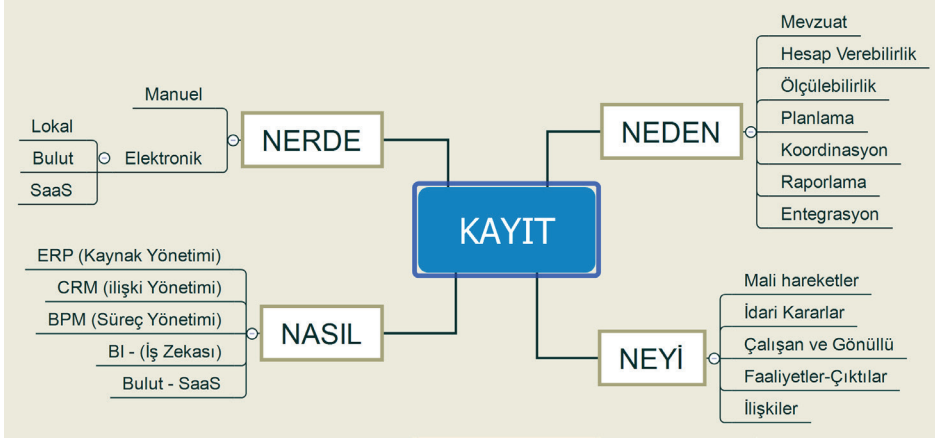 KAYIT
NERDE
Manuel
Elektronik
Lokal
Bulut
SaaS
NEDEN
Mevzuat
Hesap Verebilirlik
Ölçülebilirlik
Planlama
Koordinasyon
Raporlama
Entegrasyon
NASIL
ERP (Kaynak Yönetimi)
CRM (ilişki Yönetimi)
BPM (Süreç Yönetimi)
BI - (İş Zekası)
Bulut - SaaS
NEYİ
Mali hareketler
İdari Kararlar
Çalışan ve Gönüllü
Faaliyetler-Çıktılar
İlişkiler